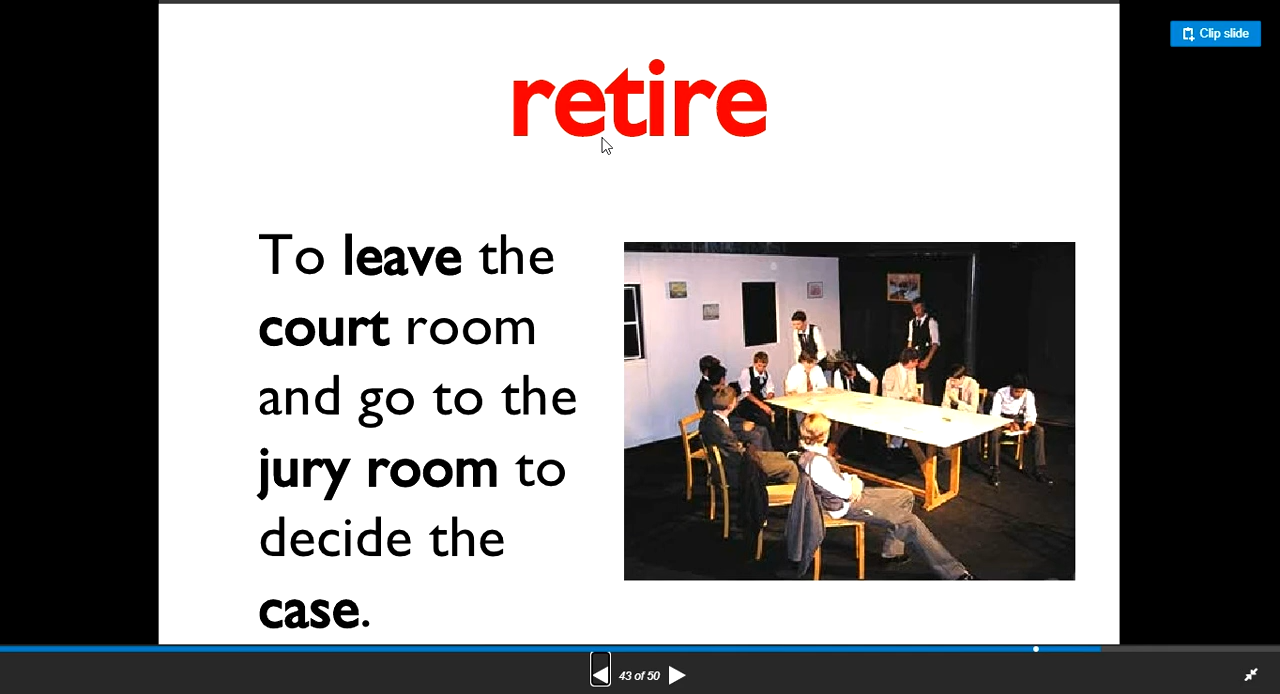 Clip slide
retire
To leave the
court room
and go to the
jury room to
decide the
case.
43 of 50